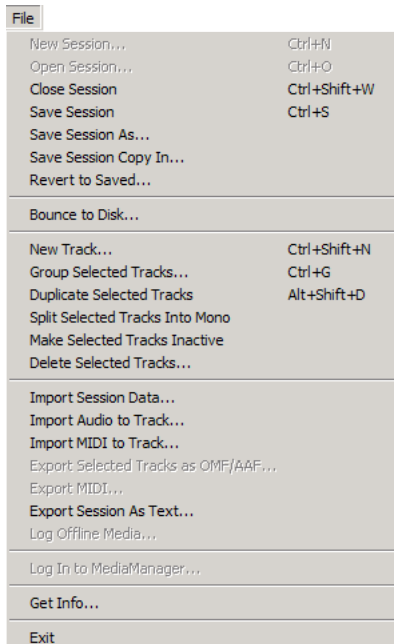 File
New Session... Ctrl+N
Open Session... Ctrl+O
Close Session Ctrl+Shift+W
Save Session Ctrl+S
Save Session As...
Save Session Copy In...
Revert to Saved...
Bounce to Disk...
New Track... Ctrl+Shift+N
Group Selected Tracks... Ctrl+G
Duplicate Selected Tracks Alt+Shift+D
Split Selected Tracks Into Mono
Make Selected Tracks Inactive
Delete Selected Tracks...
Import Session Data...
Import Audio to Track...
Import MIDI to Track...
Export Selected Tracks as OMF/AAF...
Export MIDI...
Export Session As Text...
Log Offline Media...
Log In to MediaManager...
Get Info...
Exit